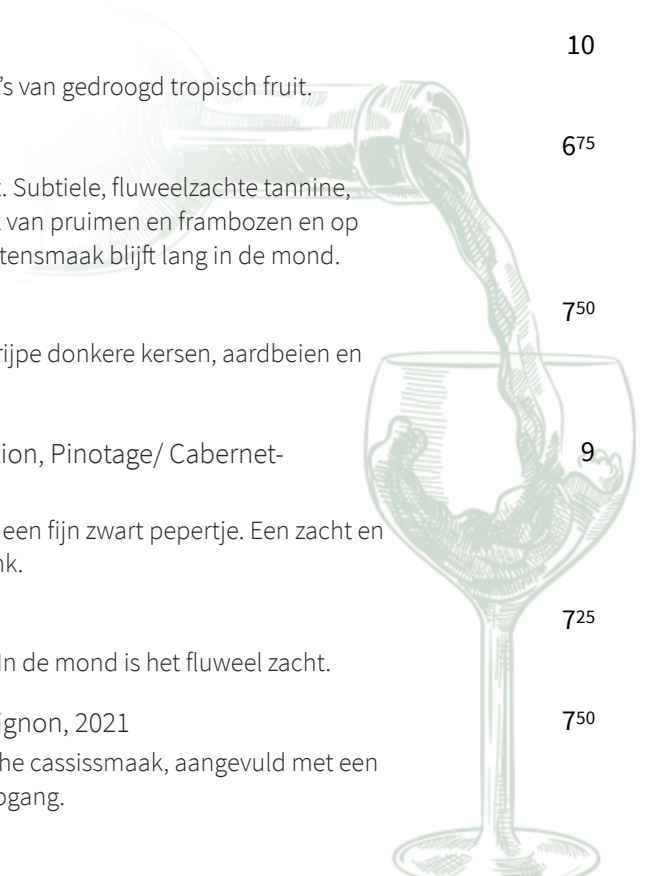 10
’s van gedroogd tropisch fruit.
675
. Subtiele, fluweelzachte tannine,
van pruimen en frambozen en op
tensmaak blijft lang in de mond.
750
rijpe donkere kersen, aardbeien en
tion, Pinotage/ Cabernet- 9
een fijn zwart pepertje. Een zacht en
nk.
725
In de mond is het fluweel zacht.
ignon, 2021 750
he cassissmaak, aangevuld met een
pgang.